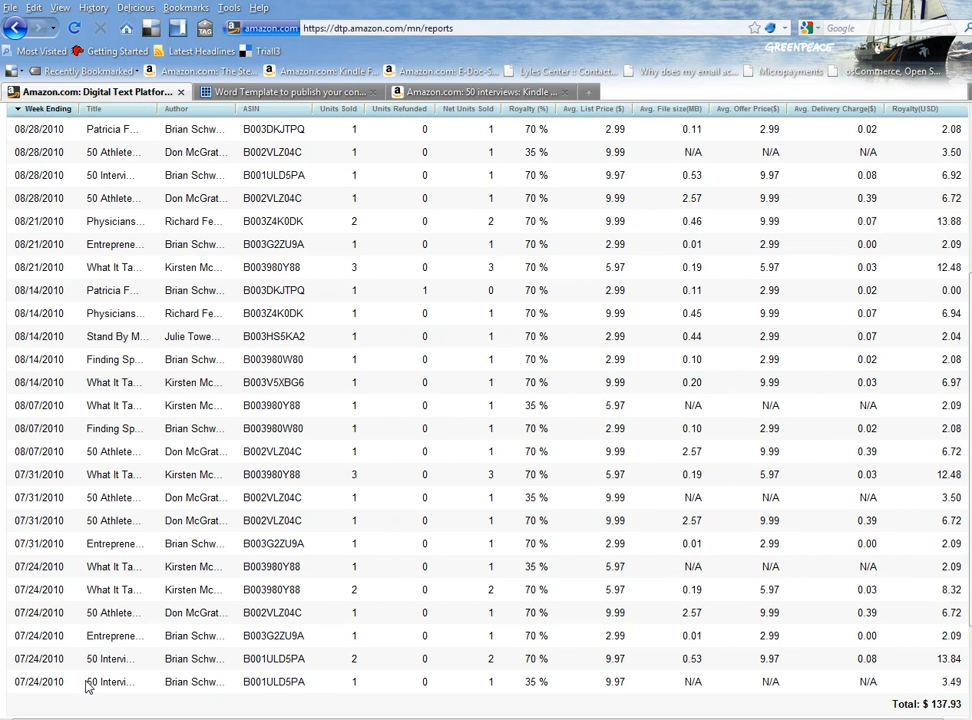 File Edit View History Delicious Bookmarks Tools Help
amazon.com https://dtp.amazon.com/mn/reports Google
Most Visited Getting Started Latest Headlines Trial3 GREENPEACE
Recently Bookmarked Amazon.com: The Ste... Amazon.com: Kindle F... Amazon.com: E-Doc-S... Lyles Center :: Contact... Why does my email ac... Micropayments osCommerce, Open S...
Amazon.com: Digital Text Platfor... Word Template to publish your con... Amazon.com: 50 interviews: Kindle ...
Week Ending Title Author ASIN Units Sold Units Refunded Net Units Sold Royalty (%) Avg. List Price ($) Avg. File size(MB) Avg. Offer Price($) Avg. Delivery Charge($) Royalty(USD)
08/28/2010 Patricia F... Brian Schw... B003DKJTPQ 1 0 1 70 % 2.99 0.11 2.99 0.02 2.08
08/28/2010 50 Athlete... Don McGrat... B002VLZ04C 1 0 1 35 % 9.99 N/A N/A N/A 3.50
08/28/2010 50 Intervi... Brian Schw... B001ULD5PA 1 0 1 70 % 9.97 0.53 9.97 0.08 6.92
08/28/2010 50 Athlete... Don McGrat... B002VLZ04C 1 0 1 70 % 9.99 2.57 9.99 0.39 6.72
08/21/2010 Physicians... Richard Fe... B003Z4K0DK 2 0 2 70 % 9.99 0.46 9.99 0.07 13.88
08/21/2010 Entreprene... Brian Schw... B003G2ZU9A 1 0 1 70 % 2.99 0.01 2.99 0.00 2.09
08/21/2010 What It Ta... Kirsten Mc... B003980Y88 3 0 3 70 % 5.97 0.19 5.97 0.03 12.48
08/14/2010 Patricia F... Brian Schw... B003DKJTPQ 1 1 0 70 % 2.99 0.11 2.99 0.02 0.00
08/14/2010 Physicians... Richard Fe... B003Z4K0DK 1 0 1 70 % 9.99 0.45 9.99 0.07 6.94
08/14/2010 Stand By M... Julie Towe... B003HS5KA2 1 0 1 70 % 2.99 0.44 2.99 0.07 2.04
08/14/2010 Finding Sp... Brian Schw... B003980W80 1 0 1 70 % 2.99 0.10 2.99 0.02 2.08
08/14/2010 What It Ta... Kirsten Mc... B003V5XBG6 1 0 1 70 % 9.99 0.20 9.99 0.03 6.97
08/07/2010 What It Ta... Kirsten Mc... B003980Y88 1 0 1 35 % 5.97 N/A N/A N/A 2.09
08/07/2010 Finding Sp... Brian Schw... B003980W80 1 0 1 70 % 2.99 0.10 2.99 0.02 2.08
08/07/2010 50 Athlete... Don McGrat... B002VLZ04C 1 0 1 70 % 9.99 2.57 9.99 0.39 6.72
07/31/2010 What It Ta... Kirsten Mc... B003980Y88 3 0 3 70 % 5.97 0.19 5.97 0.03 12.48
07/31/2010 50 Athlete... Don McGrat... B002VLZ04C 1 0 1 35 % 9.99 N/A N/A N/A 3.50
07/31/2010 50 Athlete... Don McGrat... B002VLZ04C 1 0 1 70 % 9.99 2.57 9.99 0.39 6.72
07/31/2010 Entreprene... Brian Schw... B003G2ZU9A 1 0 1 70 % 2.99 0.01 2.99 0.00 2.09
07/24/2010 What It Ta... Kirsten Mc... B003980Y88 1 0 1 35 % 5.97 N/A N/A N/A 2.09
07/24/2010 What It Ta... Kirsten Mc... B003980Y88 2 0 2 70 % 5.97 0.19 5.97 0.03 8.32
07/24/2010 50 Athlete... Don McGrat... B002VLZ04C 1 0 1 70 % 9.99 2.57 9.99 0.39 6.72
07/24/2010 Entreprene... Brian Schw... B003G2ZU9A 1 0 1 70 % 2.99 0.01 2.99 0.00 2.09
07/24/2010 50 Intervi... Brian Schw... B001ULD5PA 2 0 2 70 % 9.97 0.53 9.97 0.08 13.84
07/24/2010 50 Intervi... Brian Schw... B001ULD5PA 1 0 1 35 % 9.97 N/A N/A N/A 3.49
Total: $ 137.93